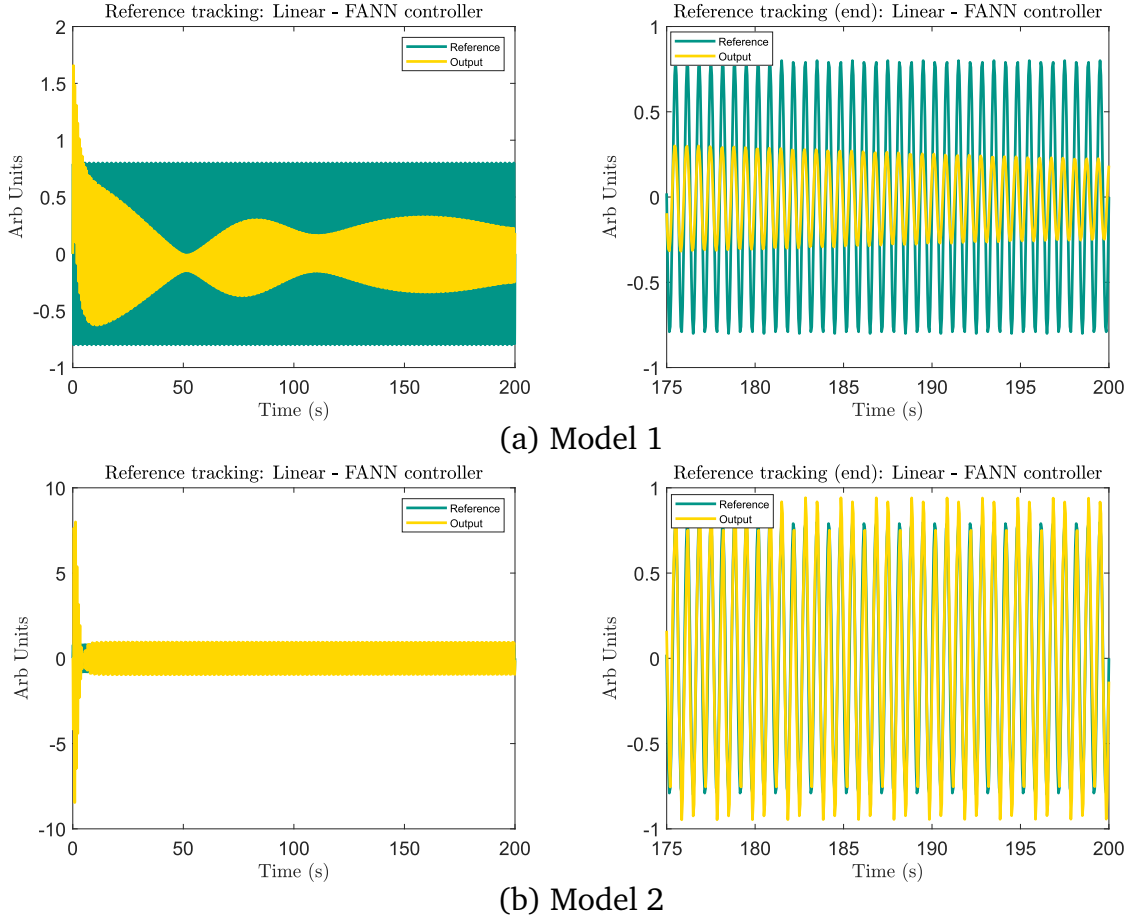 Reference tracking: Linear - FANN controller
Reference
Output
Arb Units
2
1.5
1
0.5
0
-0.5
-1
0
50
100
150
200
Time (s)
Reference tracking (end): Linear - FANN controller
Reference
Output
Arb Units
1
0.5
0
-0.5
-1
175
180
185
190
195
200
Time (s)
(a) Model 1
Reference tracking: Linear - FANN controller
Reference
Output
Arb Units
10
5
0
-5
-10
0
50
100
150
200
Time (s)
Reference tracking (end): Linear - FANN controller
Reference
Output
Arb Units
1
0.5
0
-0.5
-1
175
180
185
190
195
200
Time (s)
(b) Model 2